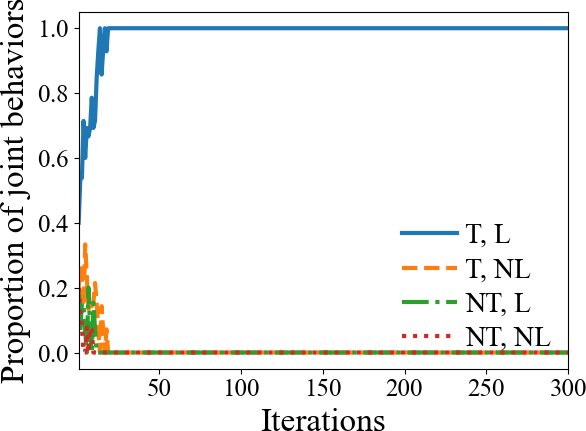 Proportion of joint behaviors
1.0
0.8
0.6
0.4
0.2
0.0
T, L
T, NL
NT, L
NT, NL
50 100 150 200 250 300
Iterations